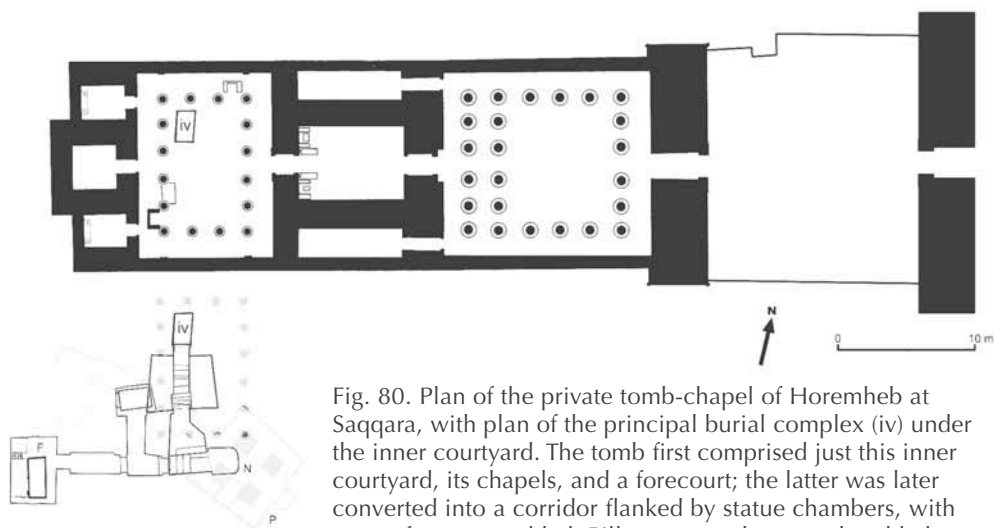 iv
N
0
10 m
iv
F
N
P
Fig. 80. Plan of the private tomb-chapel of Horemheb at
Saqqara, with plan of the principal burial complex (iv) under
the inner courtyard. The tomb first comprised just this inner
courtyard, its chapels, and a forecourt; the latter was later
converted into a corridor flanked by statue chambers, with